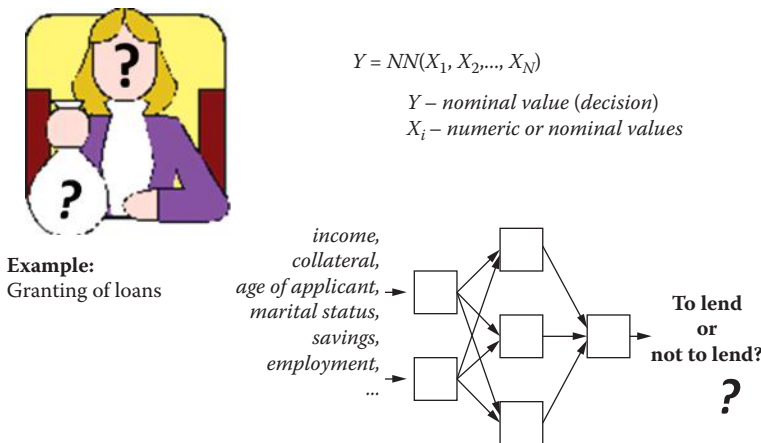 ?
?
Y = NN(X₁, X₂,..., X_N)
Y – nominal value (decision)
Xᵢ – numeric or nominal values
Example:
Granting of loans
income,
collateral,
age of applicant,
marital status,
savings,
employment,
...
To lend
or
not to lend?
?